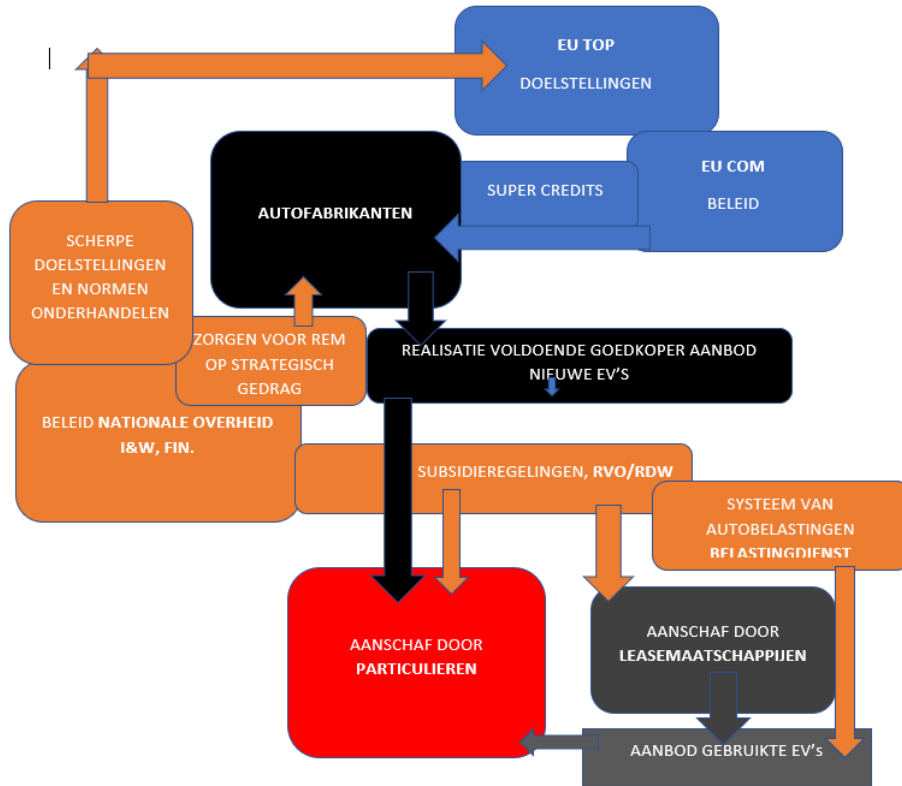 EU TOP
DOELSTELLINGEN
EU COM
BELEID
SUPER CREDITS
AUTOFABRIKANTEN
SCHERPE
DOELSTELLINGEN
EN NORMEN
ONDERHANDELEN
ZORGEN VOOR REM
OP STRATEGISCH
GEDRAG
REALISATIE VOLDOENDE GOEDKOPER AANBOD
NIEUWE EV'S
BELEID NATIONALE OVERHEID
I&W, FIN.
SUBSIDIEREGELINGEN, RVO/RDW
SYSTEEM VAN
AUTOBELASTINGEN
BELASTINGDIENST
AANSCHAF DOOR
PARTICULIEREN
AANSCHAF DOOR
LEASEMAATSCHAPPIJEN
AANBOD GEBRUIKTE EV's